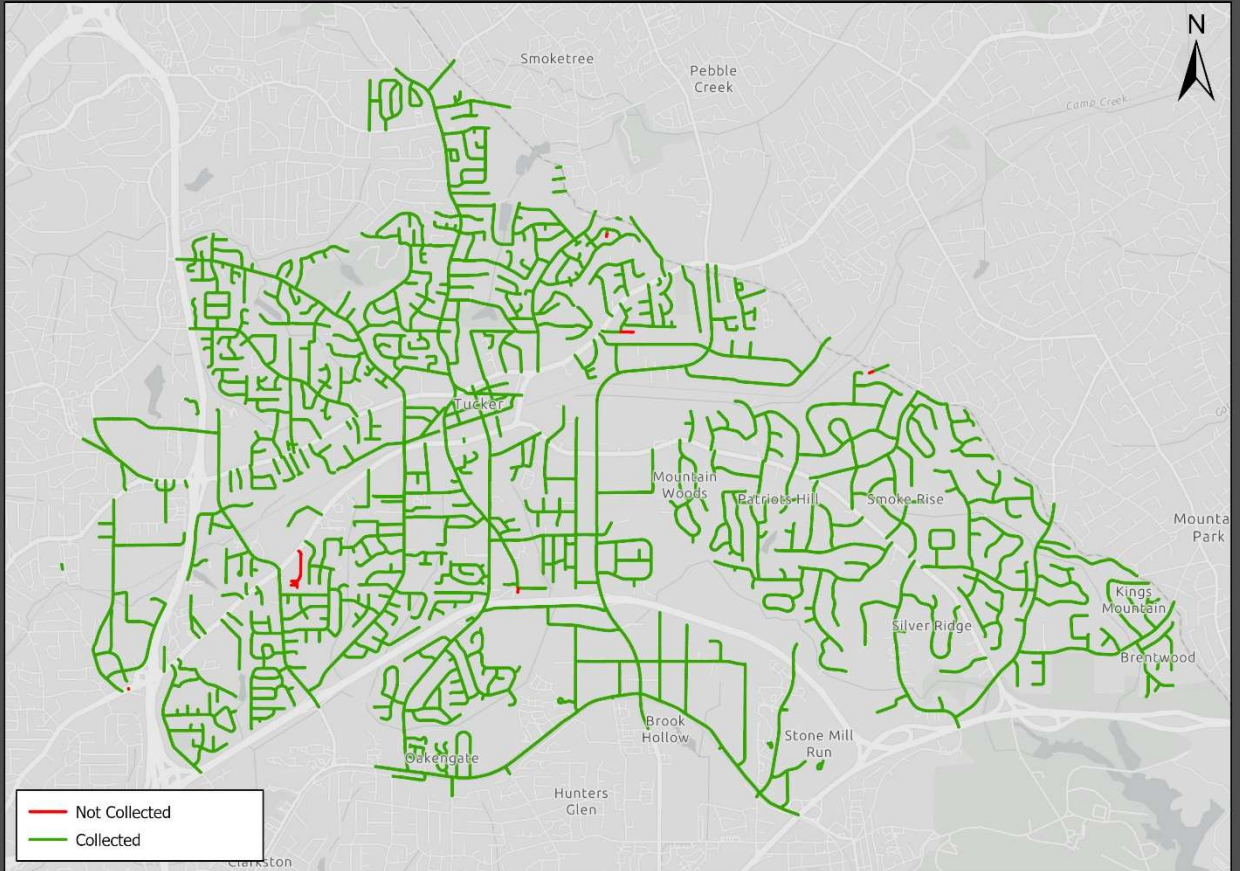 N
Smoketree
Pebble
Creek
Camp Creek
Tucker
Mountain
Woods
Patriots Hill
Smoke Rise
Mounta
Park
Kings
Mountain
Silver Ridge
Brentwood
Brook
Hollow
Stone Mill
Run
Oakengate
Hunters
Glen
Not Collected
Collected
Clarkston